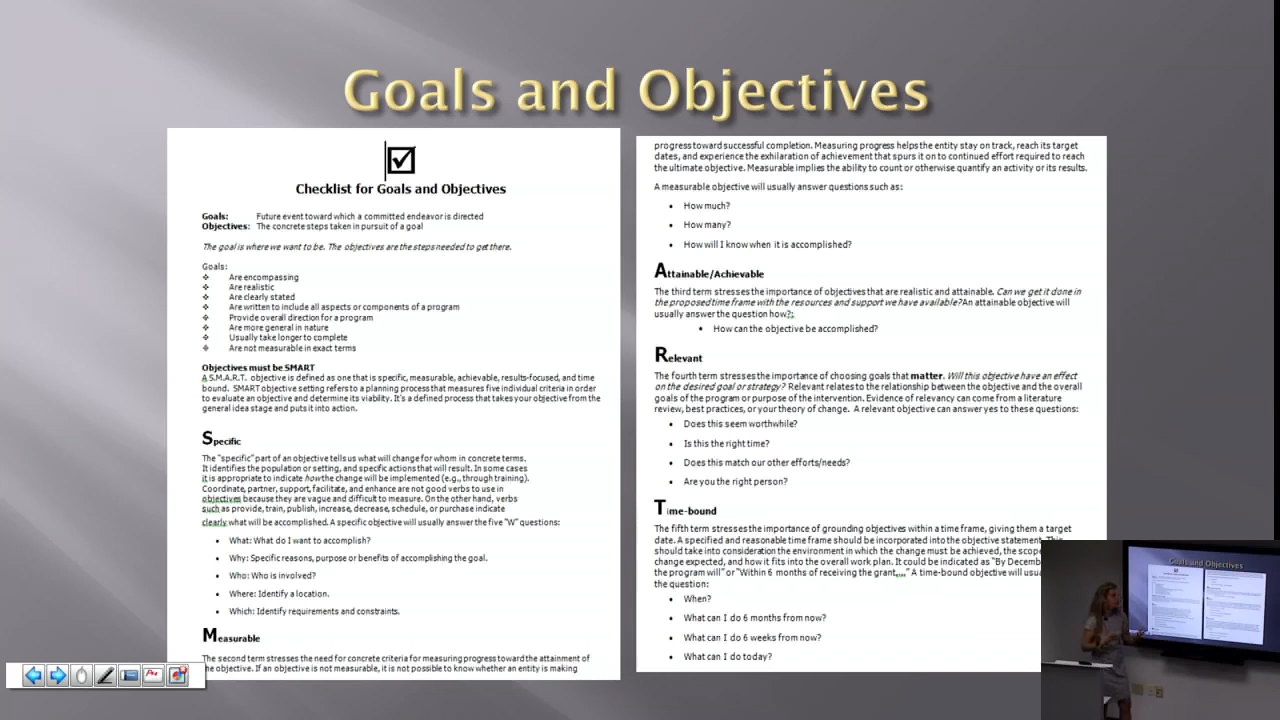 Goals and Objectives
Checklist for Goals and Objectives
Goals: Future event toward which a committed endeavor is directed
Objectives: The concrete steps taken in pursuit of a goal
The goal is where we want to be. The objectives are the steps needed to get there.
Goals:
Are encompassing
Are realistic
Are clearly stated
Are written to include all aspects or components of a program
Provide overall direction for a program
Are more general in nature
Usually take longer to complete
Are not measurable in exact terms
Objectives must be SMART
A S.M.A.R.T. objective is defined as one that is specific, measurable, achievable, results-focused, and time
bound. SMART objective setting refers to a planning process that measures five individual criteria in order
to evaluate an objective and determine its viability. It's a defined process that takes your objective from the
general idea stage and puts it into action.
Specific
The "specific" part of an objective tells us what will change for whom in concrete terms.
It identifies the population or setting, and specific actions that will result. In some cases
it is appropriate to indicate how the change will be implemented (e.g., through training).
Coordinate, partner, support, facilitate, and enhance are not good verbs to use in
objectives because they are vague and difficult to measure. On the other hand, verbs
such as provide, train, publish, increase, decrease, schedule, or purchase indicate
clearly what will be accomplished. A specific objective will usually answer the five "W" questions:
What: What do I want to accomplish?
Why: Specific reasons, purpose or benefits of accomplishing the goal.
Who: Who is involved?
Where: Identify a location.
Which: Identify requirements and constraints.
Measurable
The second term stresses the need for concrete criteria for measuring progress toward the attainment of
he objective. If an objective is not measurable, it is not possible to know whether an entity is making
progress toward successful completion. Measuring progress helps the entity stay on track, reach its target
dates, and experience the exhilaration of achievement that spurs it on to continued effort required to reach
the ultimate objective. Measurable implies the ability to count or otherwise quantify an activity or its results.
A measurable objective will usually answer questions such as:
How much?
How many?
How will I know when it is accomplished?
Attainable/Achievable
The third term stresses the importance of objectives that are realistic and attainable. Can we get it done in
the proposed time frame with the resources and support we have available? An attainable objective will
usually answer the question how?:
How can the objective be accomplished?
Relevant
The fourth term stresses the importance of choosing goals that matter. Will this objective have an effect
on the desired goal or strategy? Relevant relates to the relationship between the objective and the overall
goals of the program or purpose of the intervention. Evidence of relevancy can come from a literature
review, best practices, or your theory of change. A relevant objective can answer yes to these questions:
Does this seem worthwhile?
Is this the right time?
Does this match our other efforts/needs?
Are you the right person?
Time-bound
The fifth term stresses the importance of grounding objectives within a time frame, giving them a target
date. A specified and reasonable time frame should be incorporated into the objective statement. This
should take into consideration the environment in which the change must be achieved, the scope
change expected, and how it fits into the overall work plan. It could be indicated as "By Decemb
the program will" or "Within 6 months of receiving the grant,..." A time-bound objective will usu
the question:
When?
What can I do 6 months from now?
What can I do 6 weeks from now?
What can I do today?
Goals and Objectives